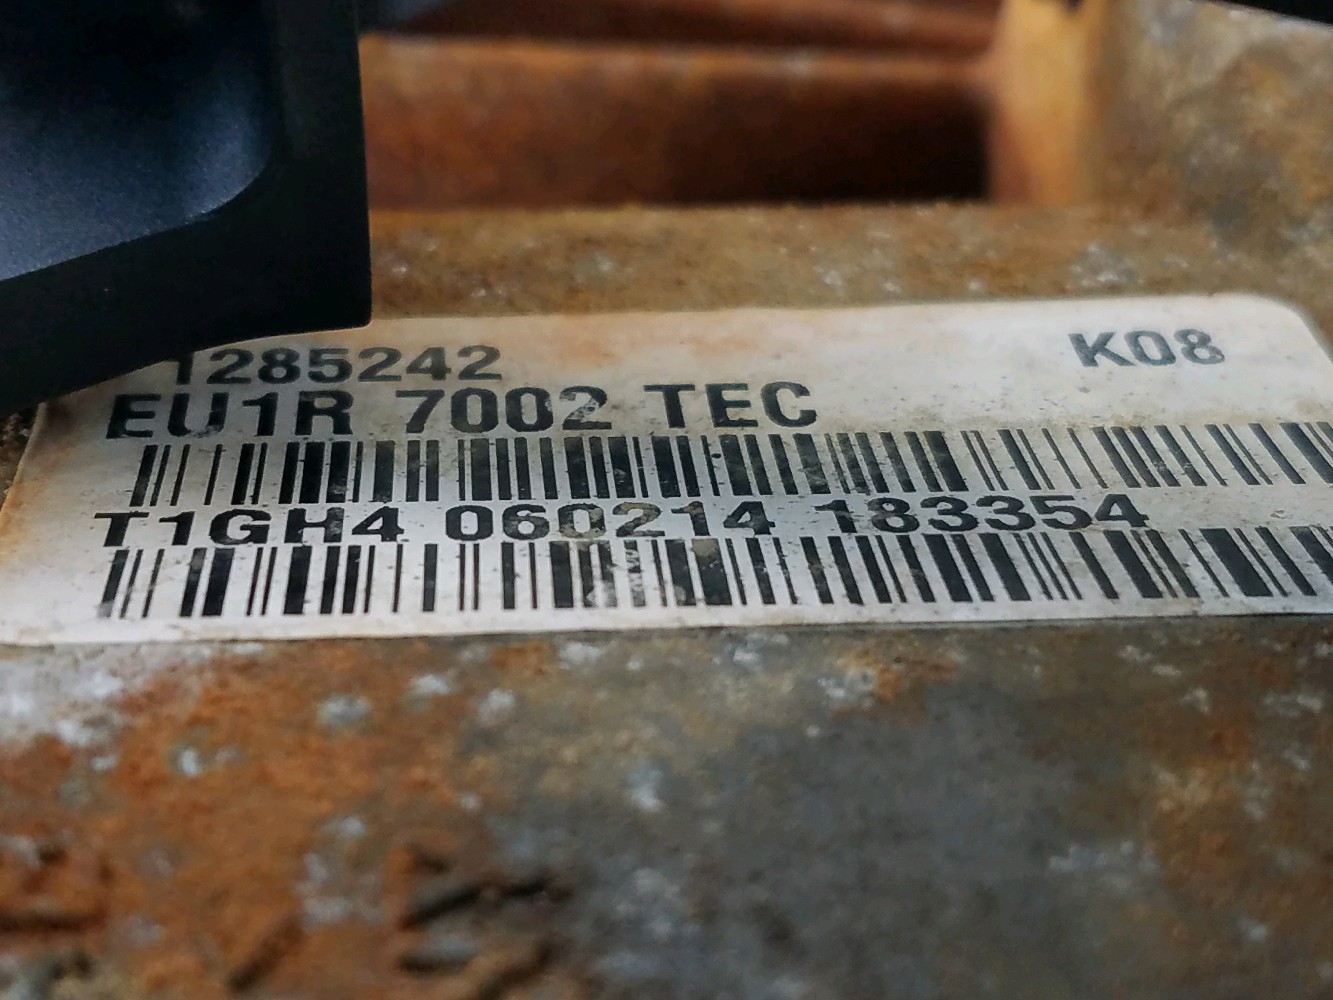 1285242 K08
EU1R 7002 TEC
T1GH4 060214 183354